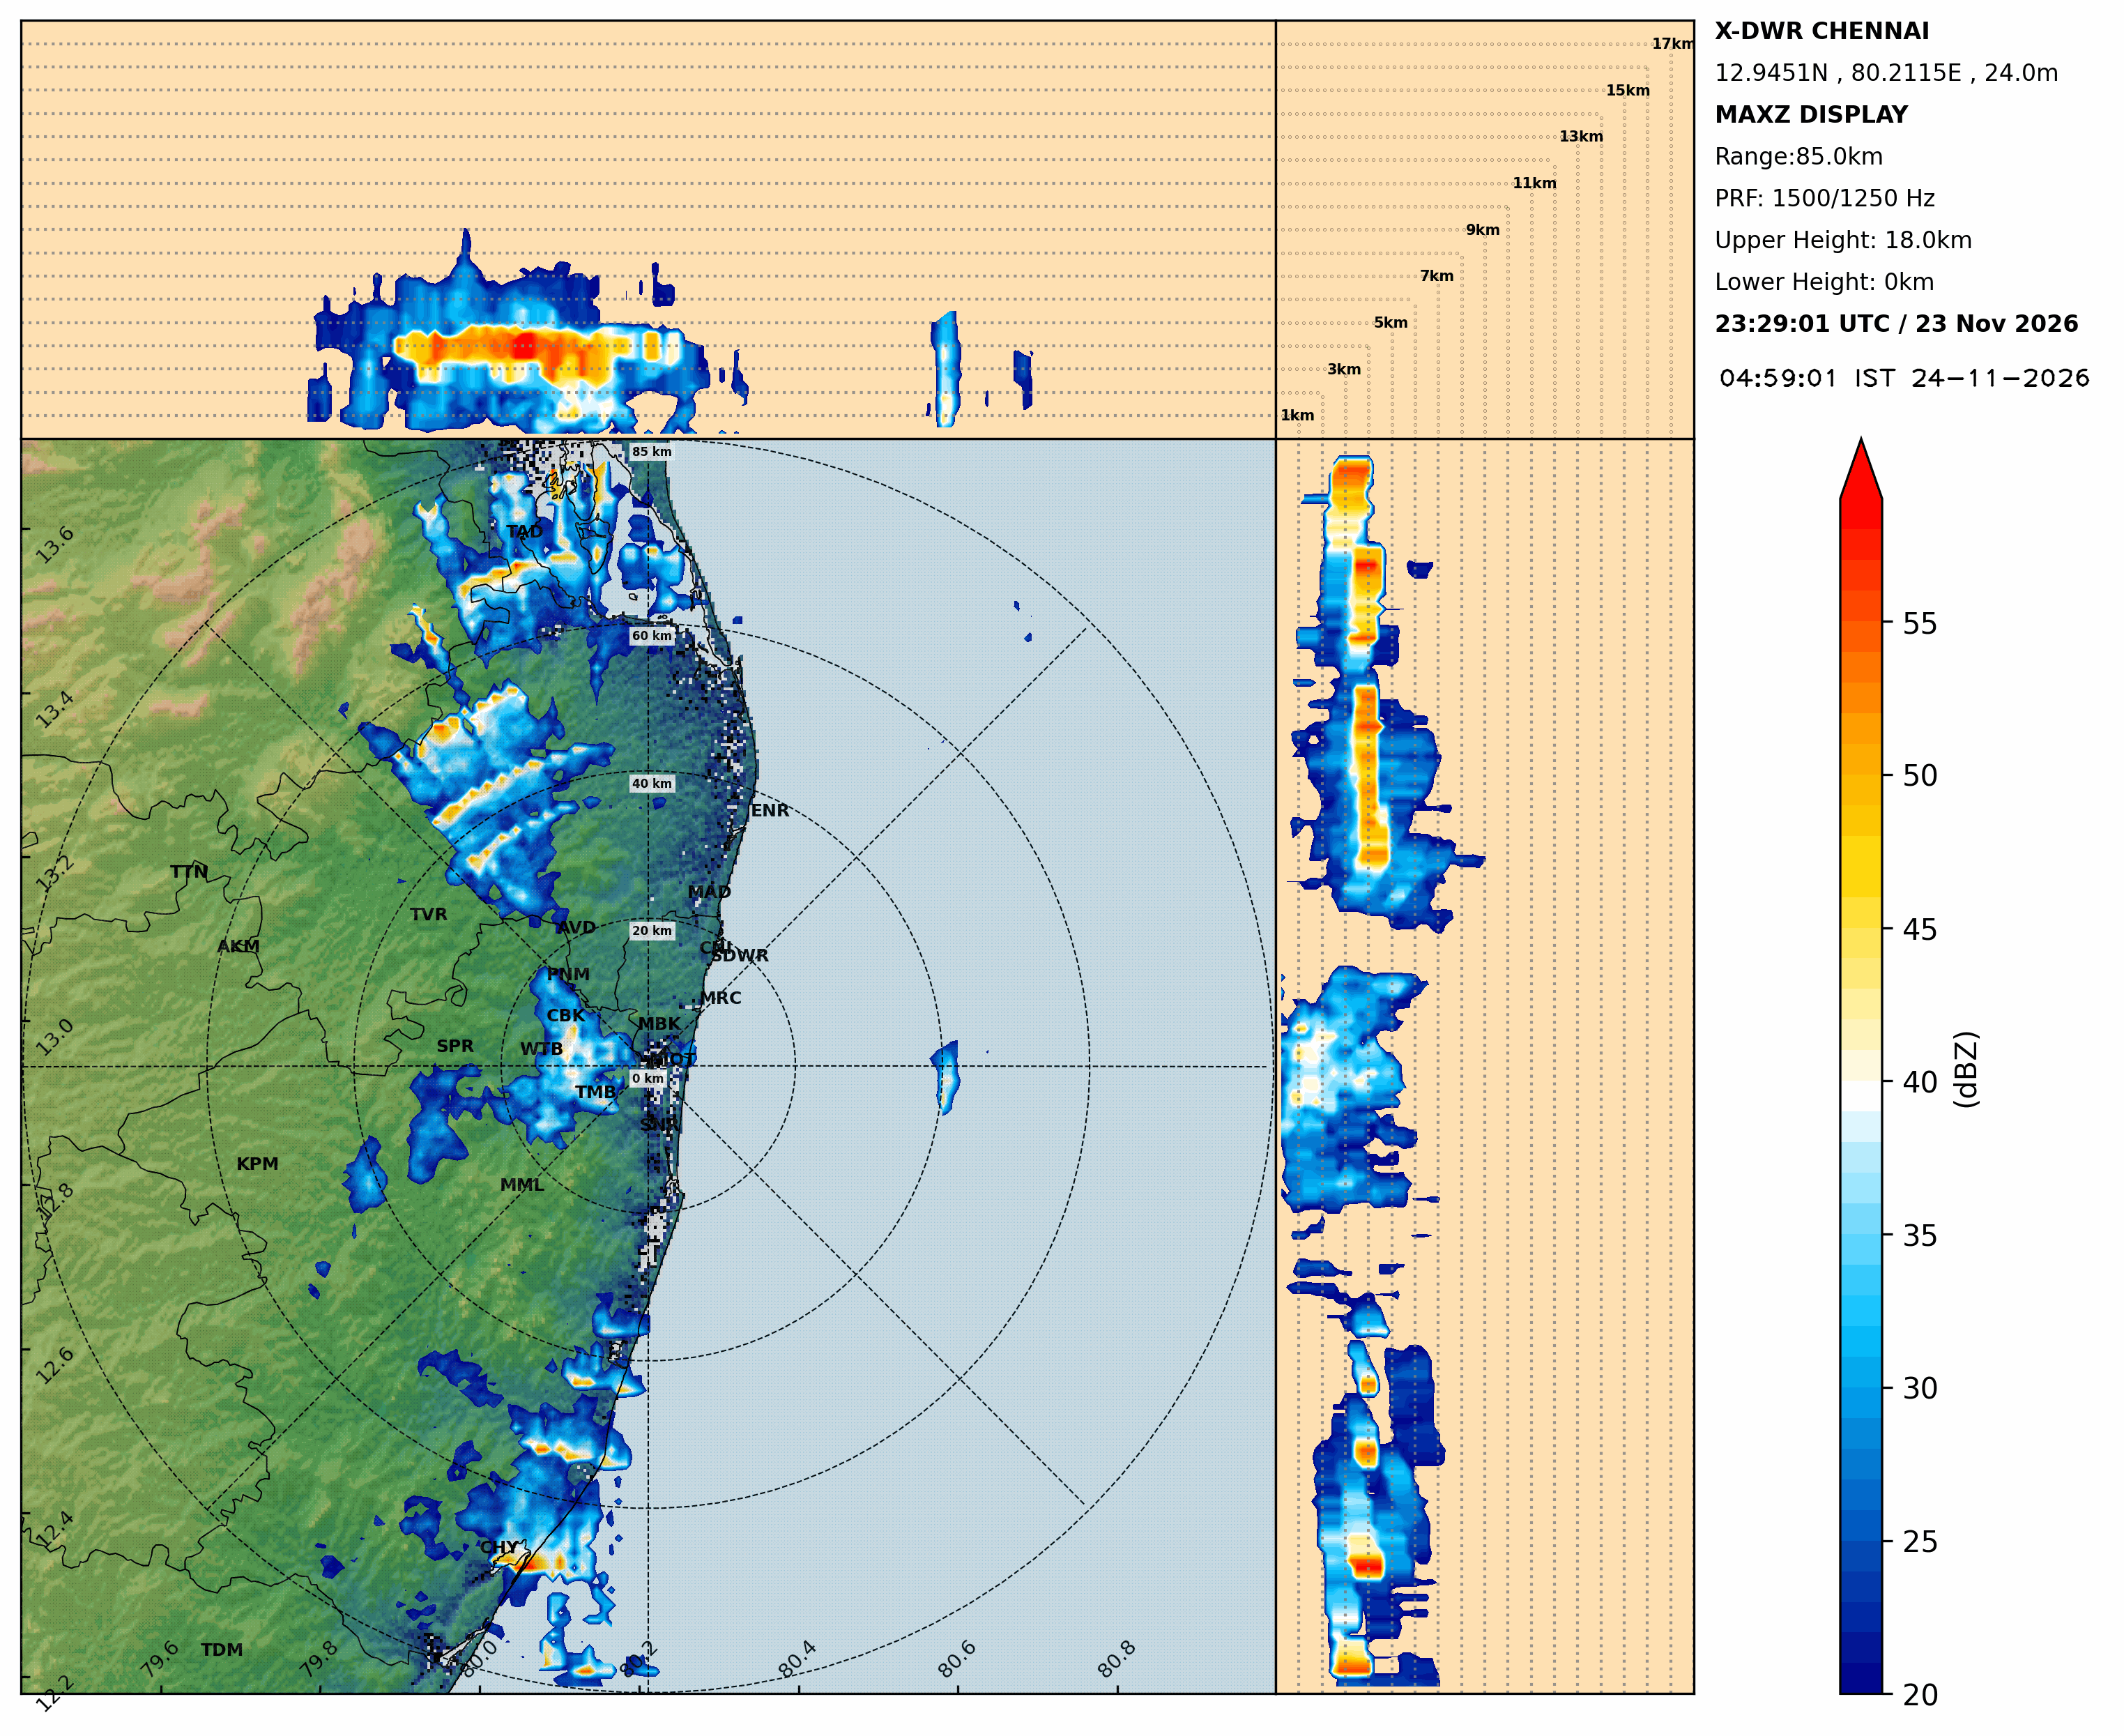 17km
15km
13km
11km
9km
7km
5km
3km
1km
X-DWR CHENNAI
12.9451N , 80.2115E , 24.0m
MAXZ DISPLAY
Range:85.0km
PRF: 1500/1250 Hz
Upper Height: 18.0km
Lower Height: 0km
23:29:01 UTC / 23 Nov 2026
04:59:01 IST 24-11-2026
85 km
TAD
13.6
60 km
13.4
40 km
ENR
13.2
TTN
MAD
TVR
20 km
AVD
AKM
SDWR
PNM
MRC
CBK
MBK
13.0
SPR
WTB
0 km
TMB
SNR
KPM
MML
12.8
12.6
12.4
CHY
TDM
12.2
79.6
79.8
80.0
80.2
80.4
80.6
80.8
55
50
45
40
35
30
25
20
(dBZ)